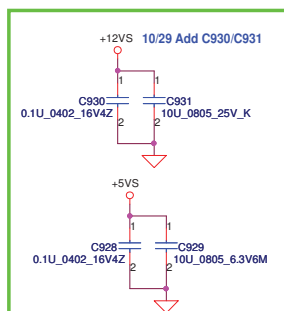 +12VS 10/29 Add C930/C931
1 1
C930 C931
0.1U_0402_16V4Z 10U_0805_25V_K
2 2
+5VS
1 1
C928 C929
0.1U_0402_16V4Z 10U_0805_6.3V6M
2 2